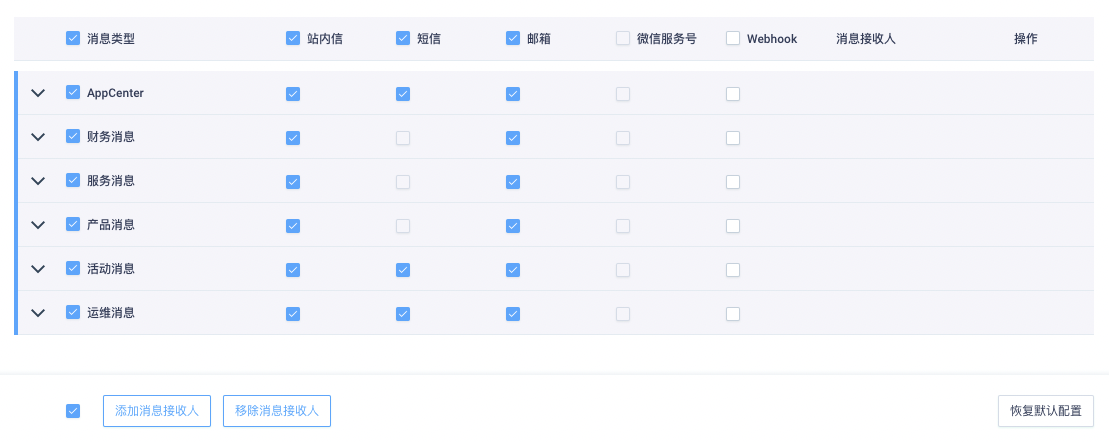 消息类型 站内信 短信 邮箱 微信服务号 Webhook 消息接收人 操作
AppCenter
财务消息
服务消息
产品消息
活动消息
运维消息
添加消息接收人 移除消息接收人 恢复默认配置